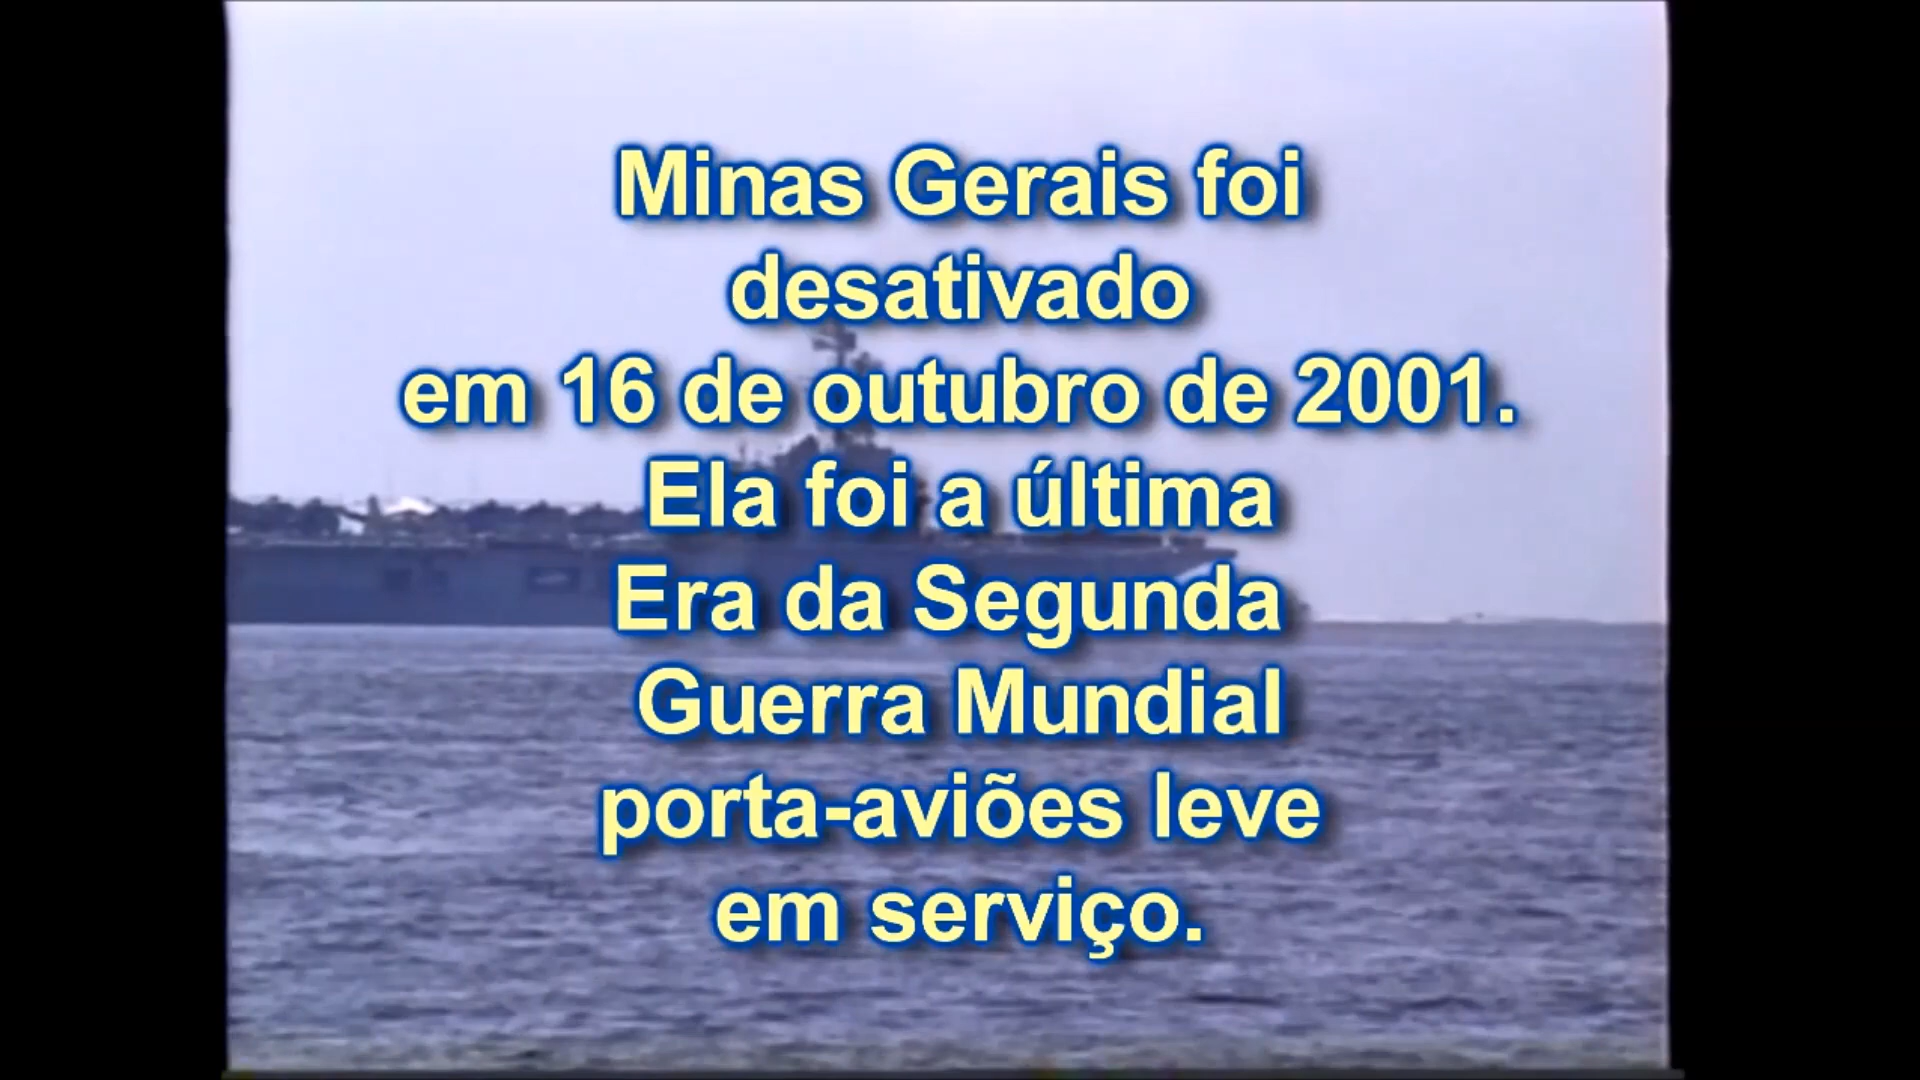 Minas Gerais foi
desativado
em 16 de outubro de 2001.
Ela foi a última
Era da Segunda
Guerra Mundial
porta-aviões leve
em serviço.